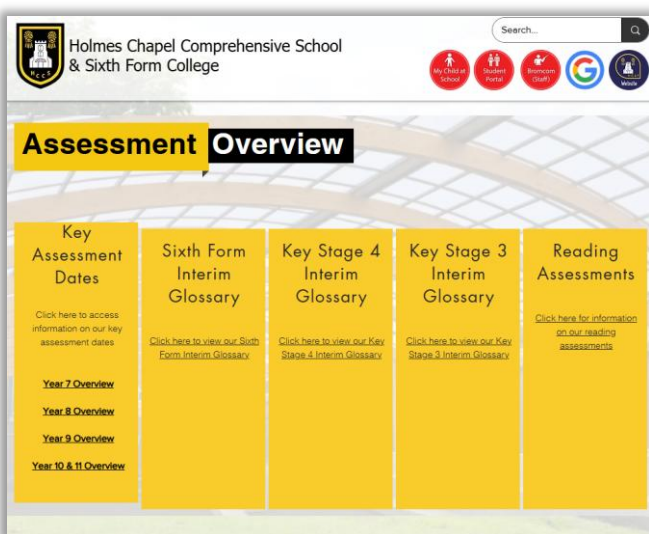 Holmes Chapel Comprehensive School
& Sixth Form College
HCCS
Search...
My Child at
School
Student
Portal
Bromcom
(Staff)
G
Website
Assessment Overview
Key
Assessment
Dates
Click here to access
information on our key
assessment dates
Year 7 Overview
Year 8 Overview
Year 9 Overview
Year 10 & 11 Overview
Sixth Form
Interim
Glossary
Click here to view our Sixth
Form Interim Glossary
Key Stage 4
Interim
Glossary
Click here to view our Key
Stage 4 Interim Glossary
Key Stage 3
Interim
Glossary
Click here to view our Key
Stage 3 Interim Glossary
Reading
Assessments
Click here for information
on our reading
assessments